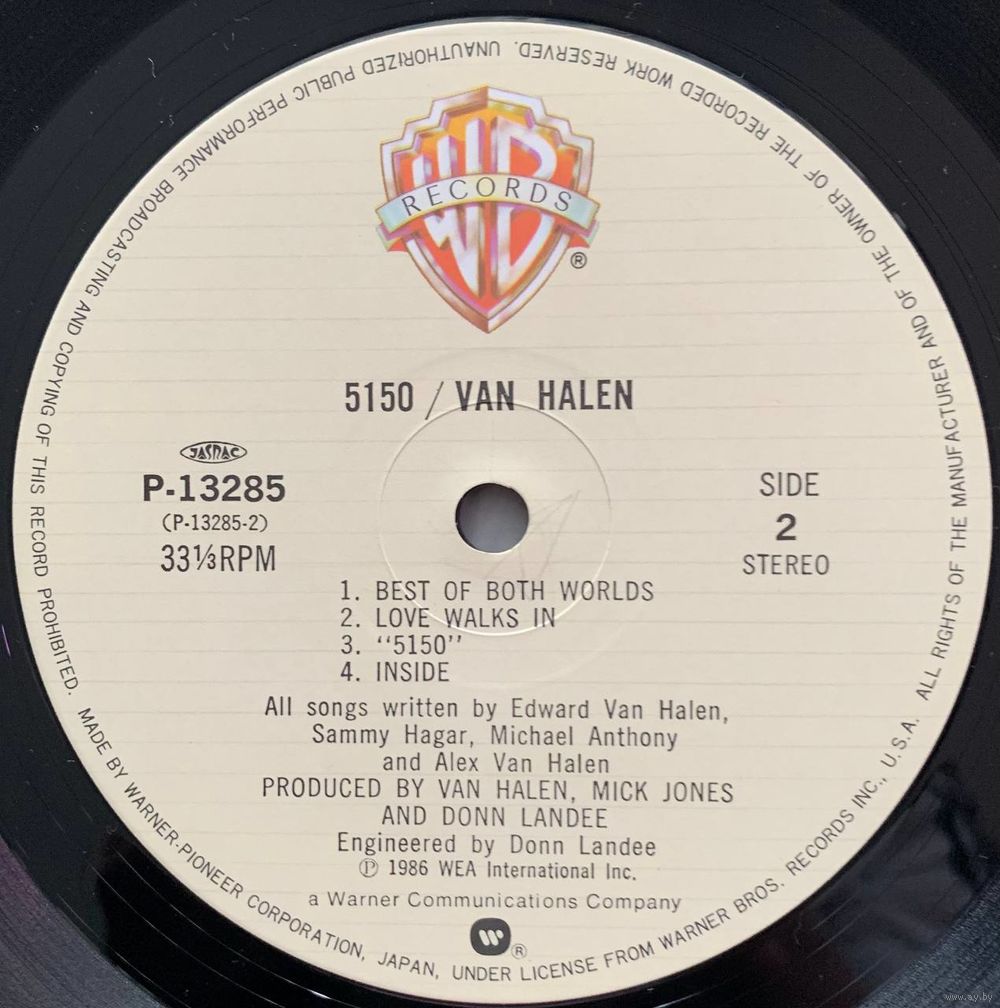 UNAUTHORIZED PUBLIC PERFORMANCE BROADCASTING AND COPYING OF THIS RECORD PROHIBITED. MADE BY WARNER-PIONEER CORPORATION, JAPAN, UNDER LICENSE FROM WARNER BROS. RECORDS INC., U.S.A. ALL RIGHTS OF THE MANUFACTURER AND OF THE OWNER OF THE RECORDED WORK RESERVED.
WB
RECORDS
®
5150 / VAN HALEN
JASRAC
P-13285
(P-13285-2)
33⅓RPM
SIDE
2
STEREO
1. BEST OF BOTH WORLDS
2. LOVE WALKS IN
3. “5150”
4. INSIDE
All songs written by Edward Van Halen,
Sammy Hagar, Michael Anthony
and Alex Van Halen
PRODUCED BY VAN HALEN, MICK JONES
AND DONN LANDEE
Engineered by Donn Landee
Ⓟ 1986 WEA International Inc.
a Warner Communications Company
W®
www.ay.by